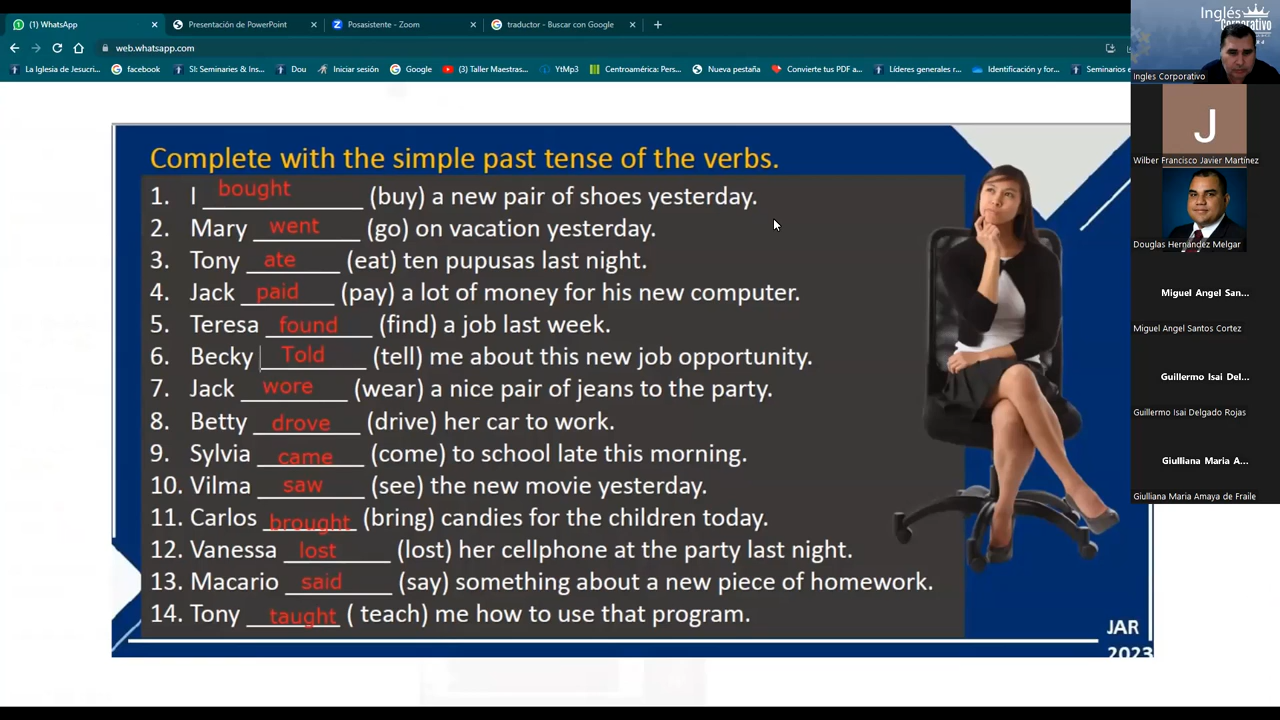 (1) WhatsApp
Presentación de PowerPoint
Posasistente - Zoom
traductor - Buscar con Google
web.whatsapp.com
La Iglesia de Jesucri...
facebook
SI: Seminaries & Ins...
Dou
Iniciar sesión
Google
(3) Taller Maestras...
YtMp3
Centroamérica: Pers...
Nueva pestaña
Convierte tus PDF a...
Líderes generales r...
Identificación y for...
Seminarios e
Inglés
Corporativo
Ingles Corporativo
J
Wilber Francisco Javier Martínez
Douglas Hernández Melgar
Miguel Angel San...
Miguel Angel Santos Cortez
Guillermo Isai Del...
Guillermo Isai Delgado Rojas
Giulliana Maria A...
Giulliana Maria Amaya de Fraile
Complete with the simple past tense of the verbs.
1. I bought (buy) a new pair of shoes yesterday.
2. Mary went (go) on vacation yesterday.
3. Tony ate (eat) ten pupusas last night.
4. Jack paid (pay) a lot of money for his new computer.
5. Teresa found (find) a job last week.
6. Becky Told (tell) me about this new job opportunity.
7. Jack wore (wear) a nice pair of jeans to the party.
8. Betty drove (drive) her car to work.
9. Sylvia came (come) to school late this morning.
10. Vilma saw (see) the new movie yesterday.
11. Carlos brought (bring) candies for the children today.
12. Vanessa lost (lost) her cellphone at the party last night.
13. Macario said (say) something about a new piece of homework.
14. Tony taught ( teach) me how to use that program.
JAR
2023